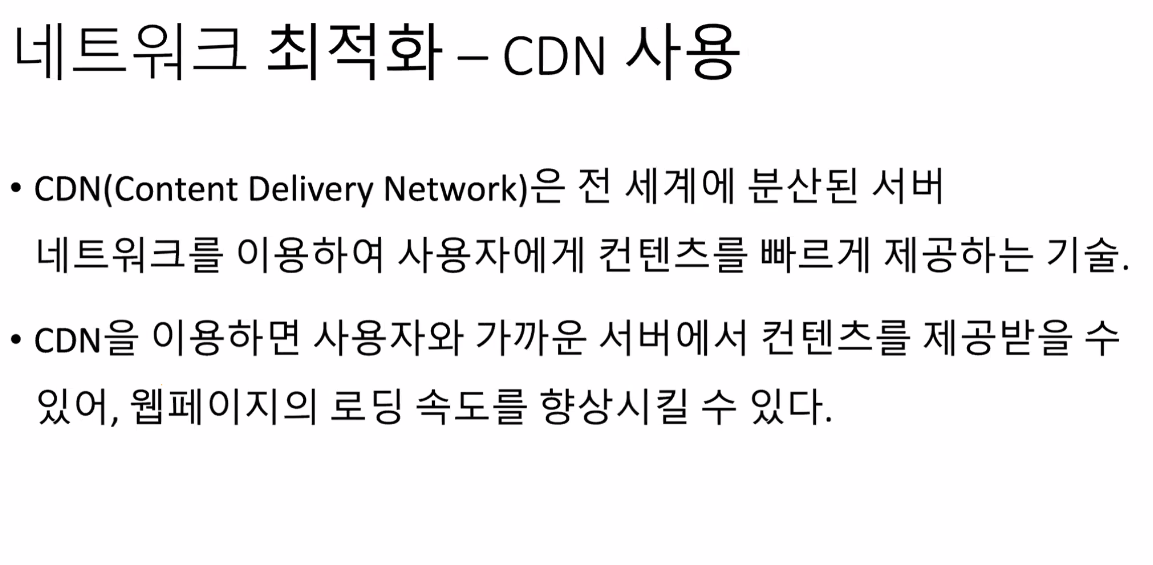 네트워크 최적화 – CDN 사용
• CDN(Content Delivery Network)은 전 세계에 분산된 서버
네트워크를 이용하여 사용자에게 컨텐츠를 빠르게 제공하는 기술.
• CDN을 이용하면 사용자와 가까운 서버에서 컨텐츠를 제공받을 수
있어, 웹페이지의 로딩 속도를 향상시킬 수 있다.